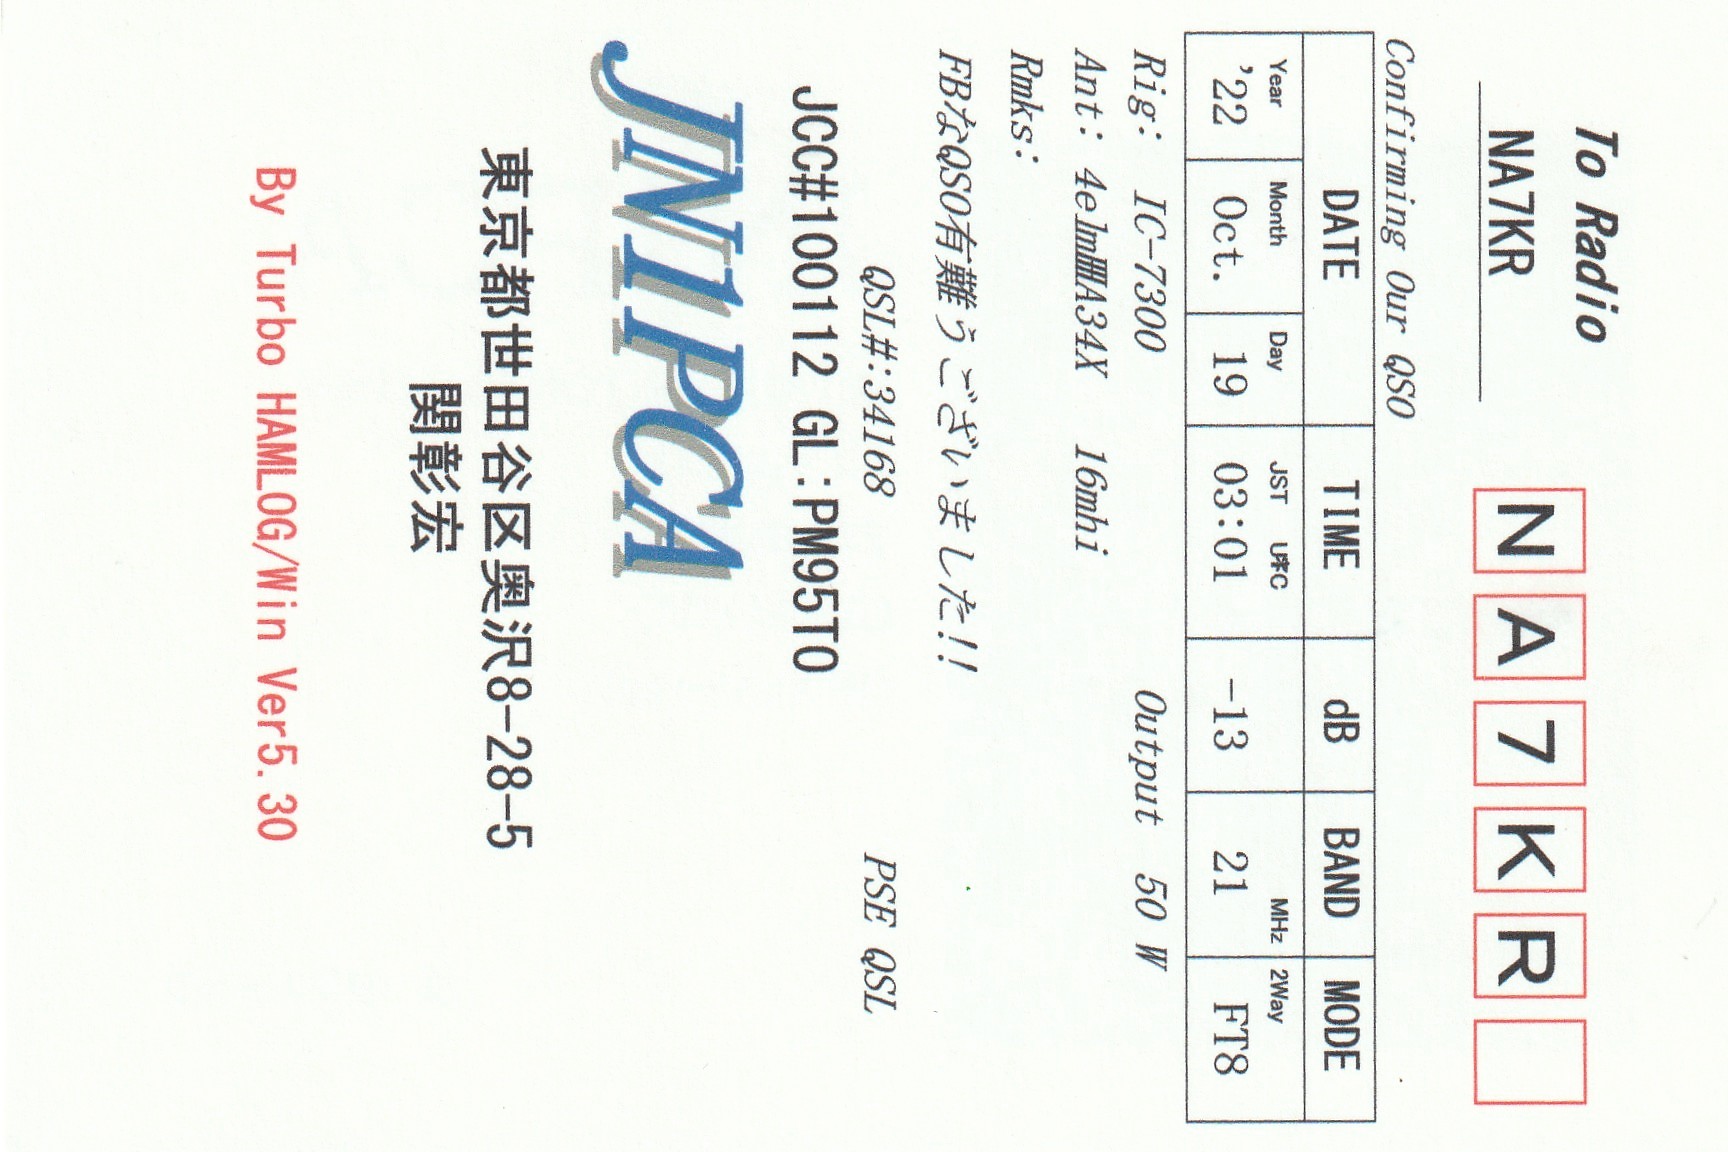 To Radio
NA7KR
N A 7 K R
Confirming Our QSO
DATE TIME dB BAND MODE
Year Month Day JST MHz 2Way
'22 Oct. 19 03:01 -13 21 FT8
Rig: IC-7300 Output 50 W
Ant: 4elm A34X 16mhi
Rmks:
FBなQSO有難うございました!!
QSL#:34168 PSE QSL
JCC#100112 GL:PM95TO
JN1PCA
東京都世田谷区奥沢8-28-5
関彰宏
By Turbo HAMLOG/Win Ver5.30